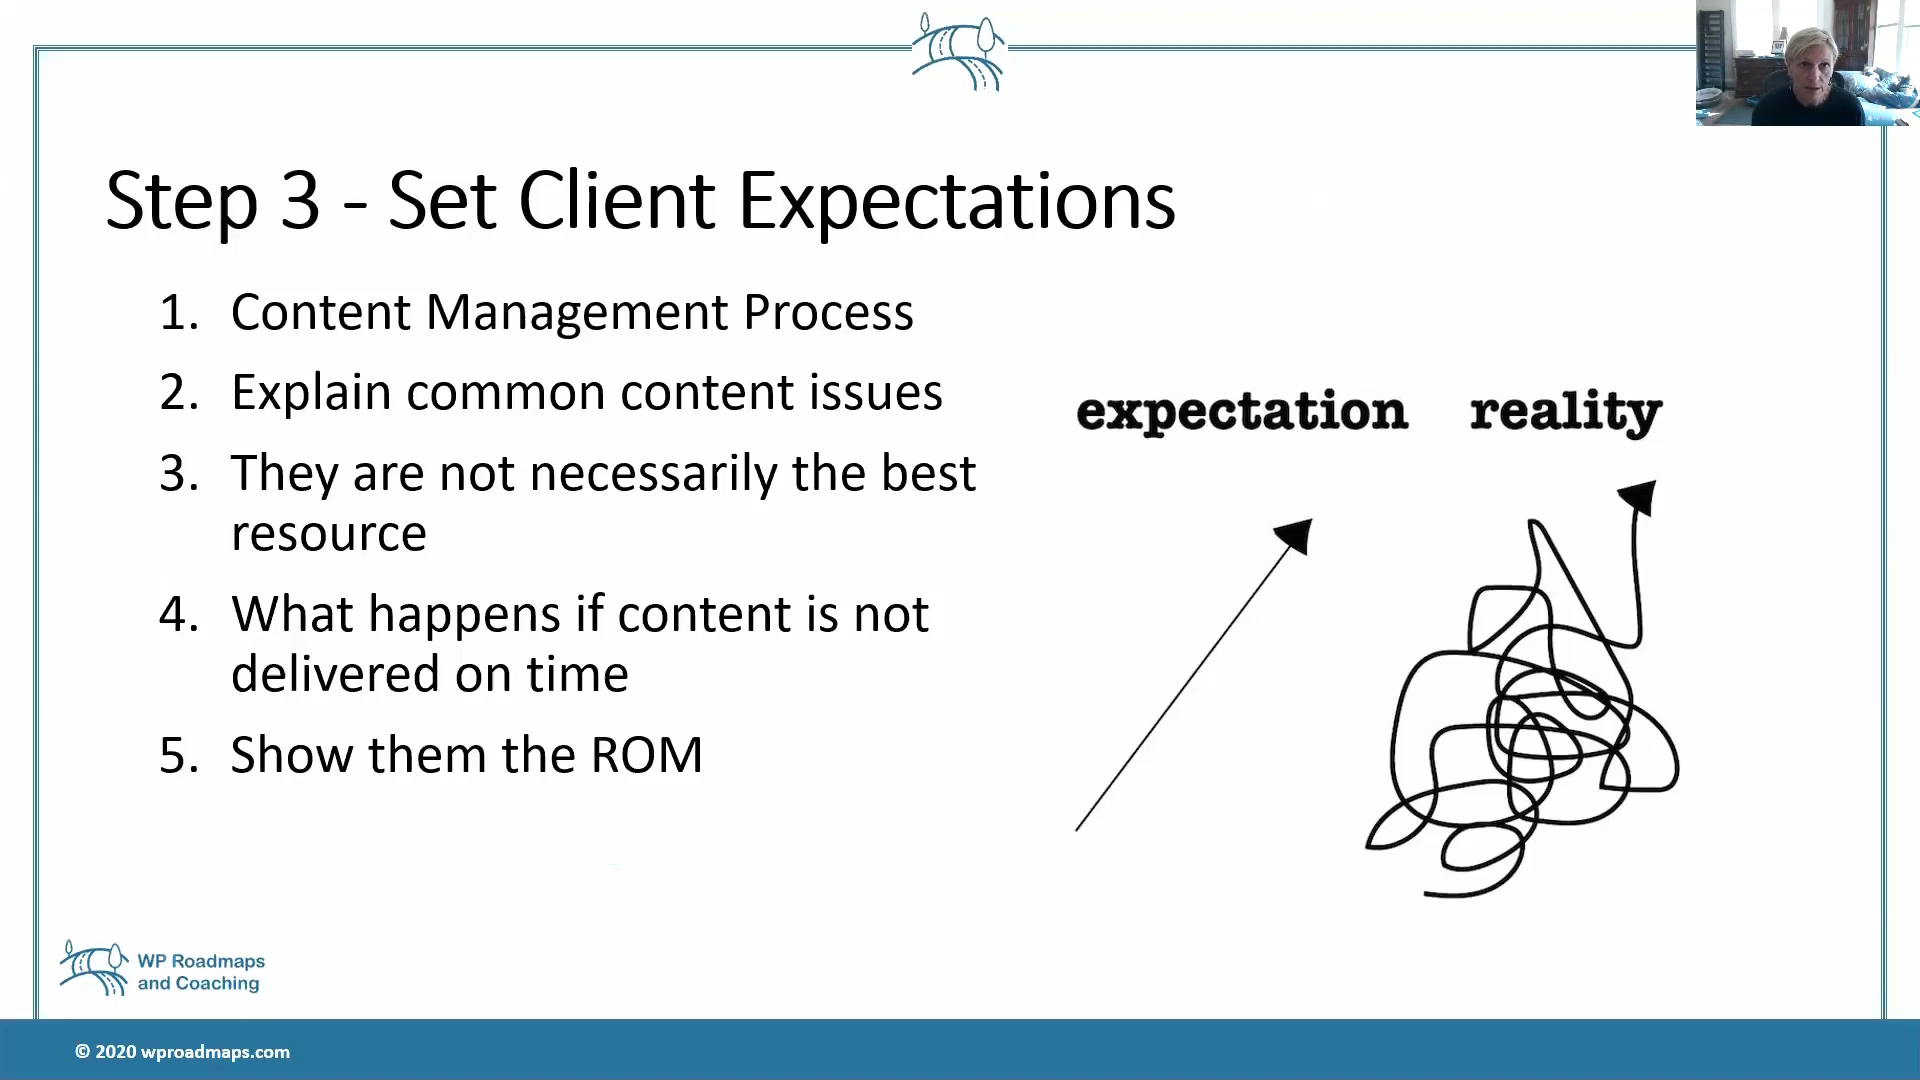 Step 3 - Set Client Expectations
1. Content Management Process
2. Explain common content issues
3. They are not necessarily the best
resource
4. What happens if content is not
delivered on time
5. Show them the ROM
expectation reality
WP Roadmaps
and Coaching
© 2020 wproadmaps.com